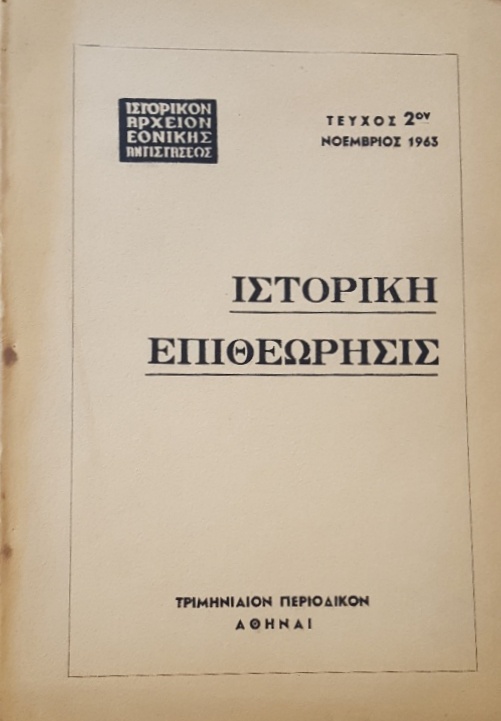 ΙΣΤΟΡΙΚΟΝ
ΑΡΧΕΙΟΝ
ΕΘΝΙΚΗΣ
ΑΝΤΙΣΤΑΣΕΩΣ
ΤΕΥΧΟΣ 2ον
ΝΟΕΜΒΡΙΟΣ 1963
ΙΣΤΟΡΙΚΗ
ΕΠΙΘΕΩΡΗΣΙΣ
ΤΡΙΜΗΝΙΑΙΟΝ ΠΕΡΙΟΔΙΚΟΝ
ΑΘΗΝΑΙ